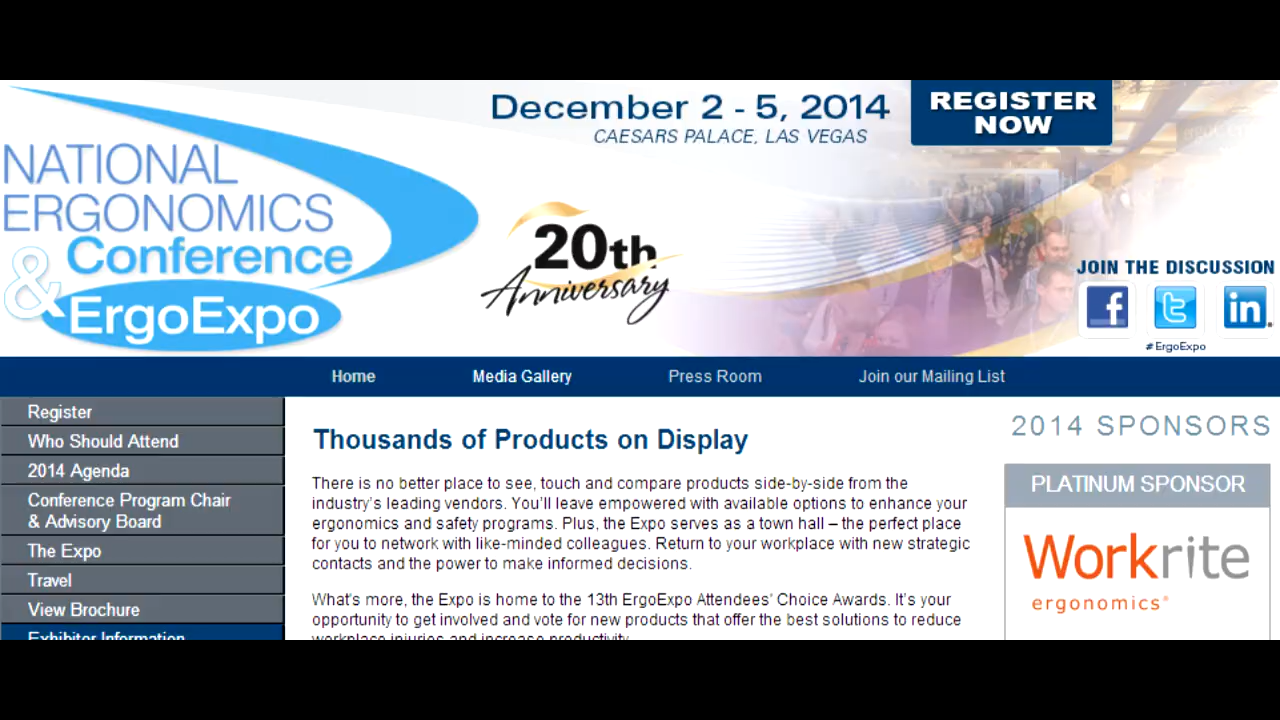 December 2 - 5, 2014
CAESARS PALACE, LAS VEGAS
REGISTER
NOW
NATIONAL
ERGONOMICS
& Conference
ErgoExpo
20th
Anniversary
JOIN THE DISCUSSION
f
t
in
#ErgoExpo
Home
Media Gallery
Press Room
Join our Mailing List
Register
Who Should Attend
2014 Agenda
Conference Program Chair
& Advisory Board
The Expo
Travel
View Brochure
Exhibitor Information
Thousands of Products on Display
There is no better place to see, touch and compare products side-by-side from the
industry's leading vendors. You'll leave empowered with available options to enhance your
ergonomics and safety programs. Plus, the Expo serves as a town hall – the perfect place
for you to network with like-minded colleagues. Return to your workplace with new strategic
contacts and the power to make informed decisions.
What's more, the Expo is home to the 13th ErgoExpo Attendees' Choice Awards. It's your
opportunity to get involved and vote for new products that offer the best solutions to reduce
workplace injuries and increase productivity.
2014 SPONSORS
PLATINUM SPONSOR
Workrite
ergonomics®